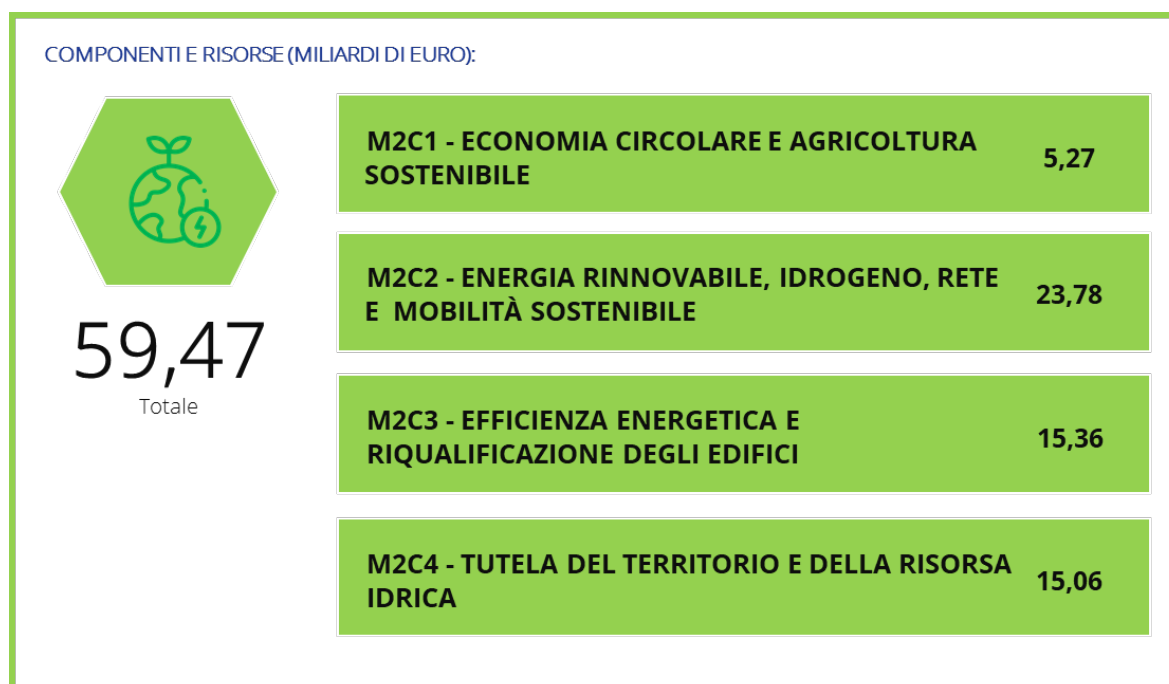 COMPONENTI E RISORSE (MILIARDI DI EURO):
59,47
Totale
M2C1 - ECONOMIA CIRCOLARE E AGRICOLTURA
SOSTENIBILE
5,27
M2C2 - ENERGIA RINNOVABILE, IDROGENO, RETE
E MOBILITÀ SOSTENIBILE
23,78
M2C3 - EFFICIENZA ENERGETICA E
RIQUALIFICAZIONE DEGLI EDIFICI
15,36
M2C4 - TUTELA DEL TERRITORIO E DELLA RISORSA
IDRICA
15,06